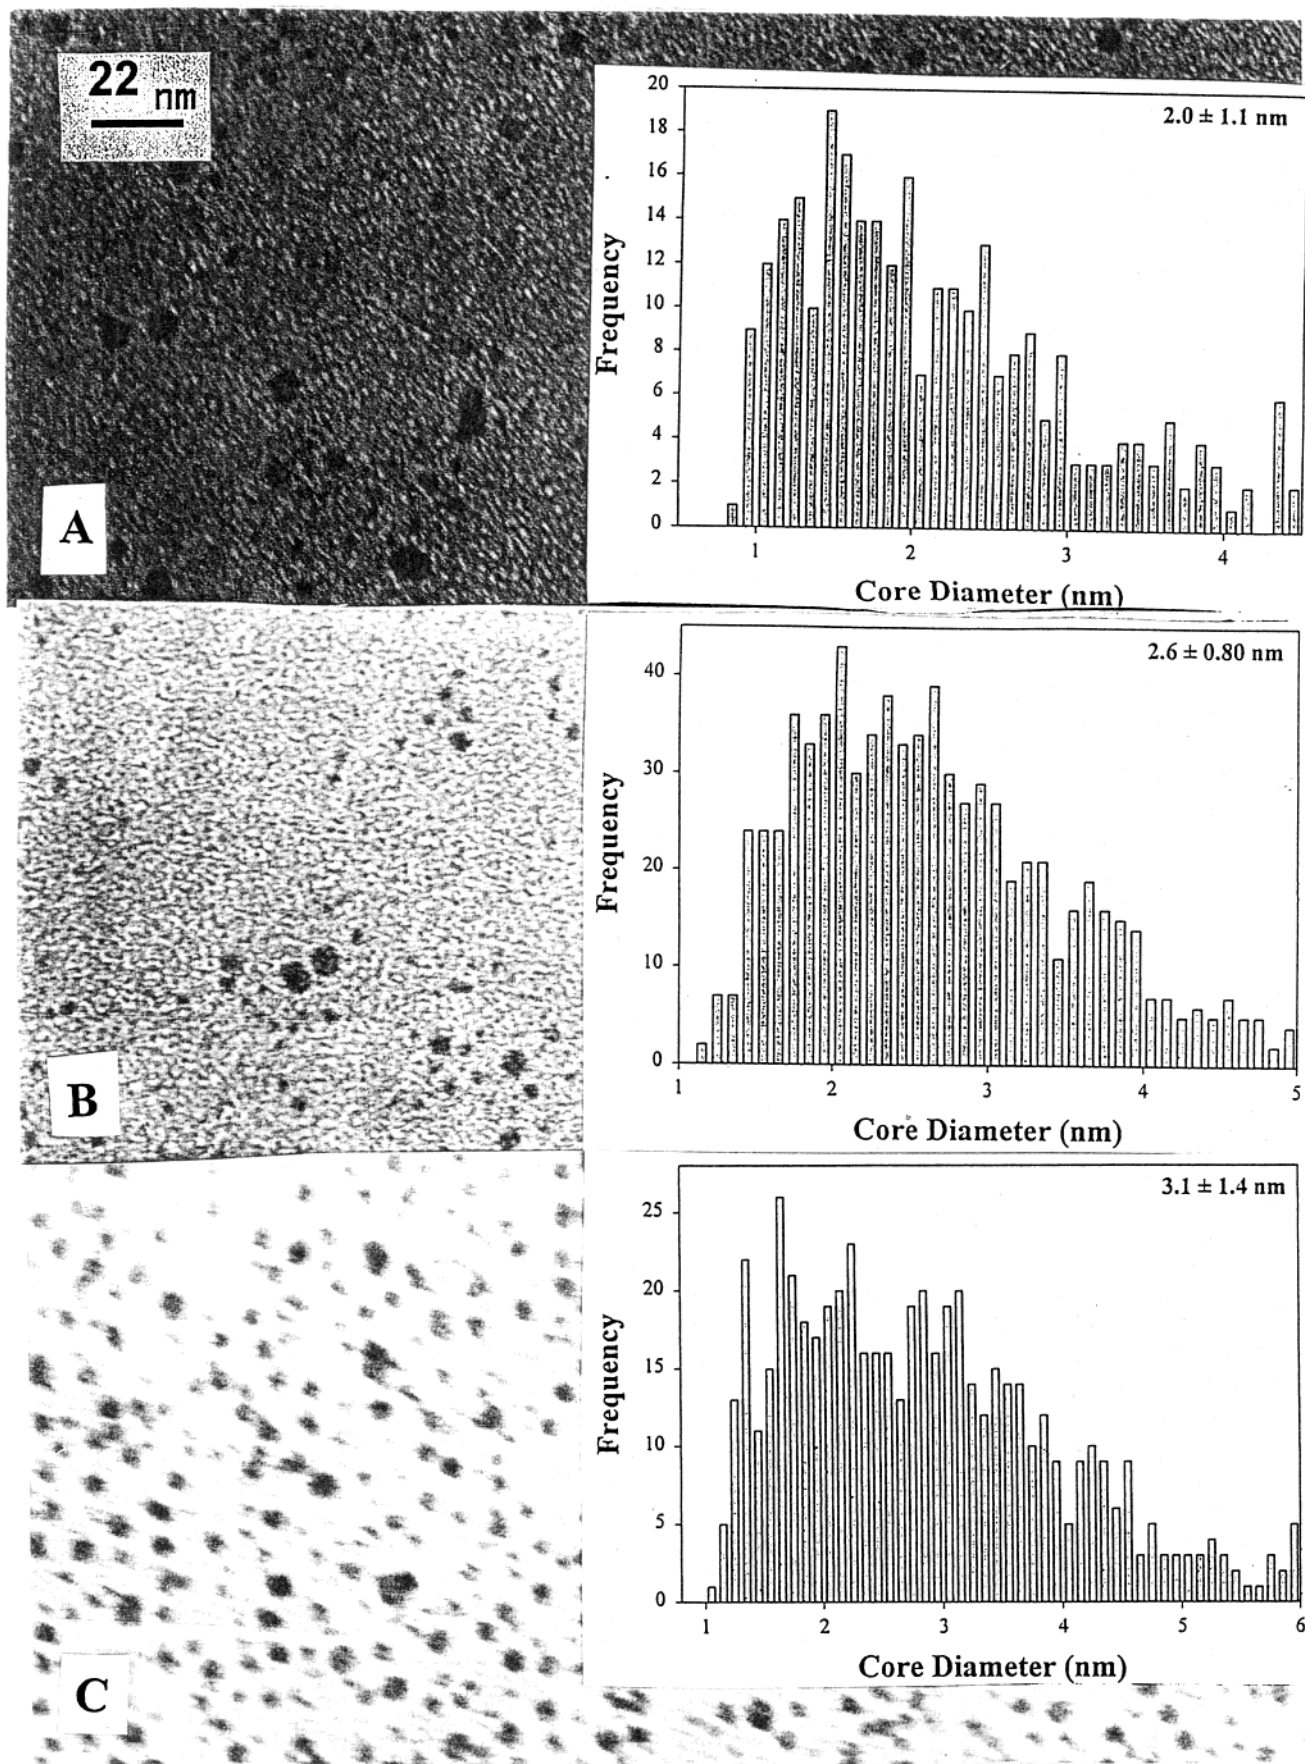 22 nm
A
2.0 ± 1.1 nm
Frequency
20
18
16
14
12
10
8
6
4
2
0
1 2 3 4
Core Diameter (nm)
B
2.6 ± 0.80 nm
Frequency
40
30
20
10
0
1 2 3 4 5
Core Diameter (nm)
C
3.1 ± 1.4 nm
Frequency
25
20
15
10
5
0
1 2 3 4 5 6
Core Diameter (nm)